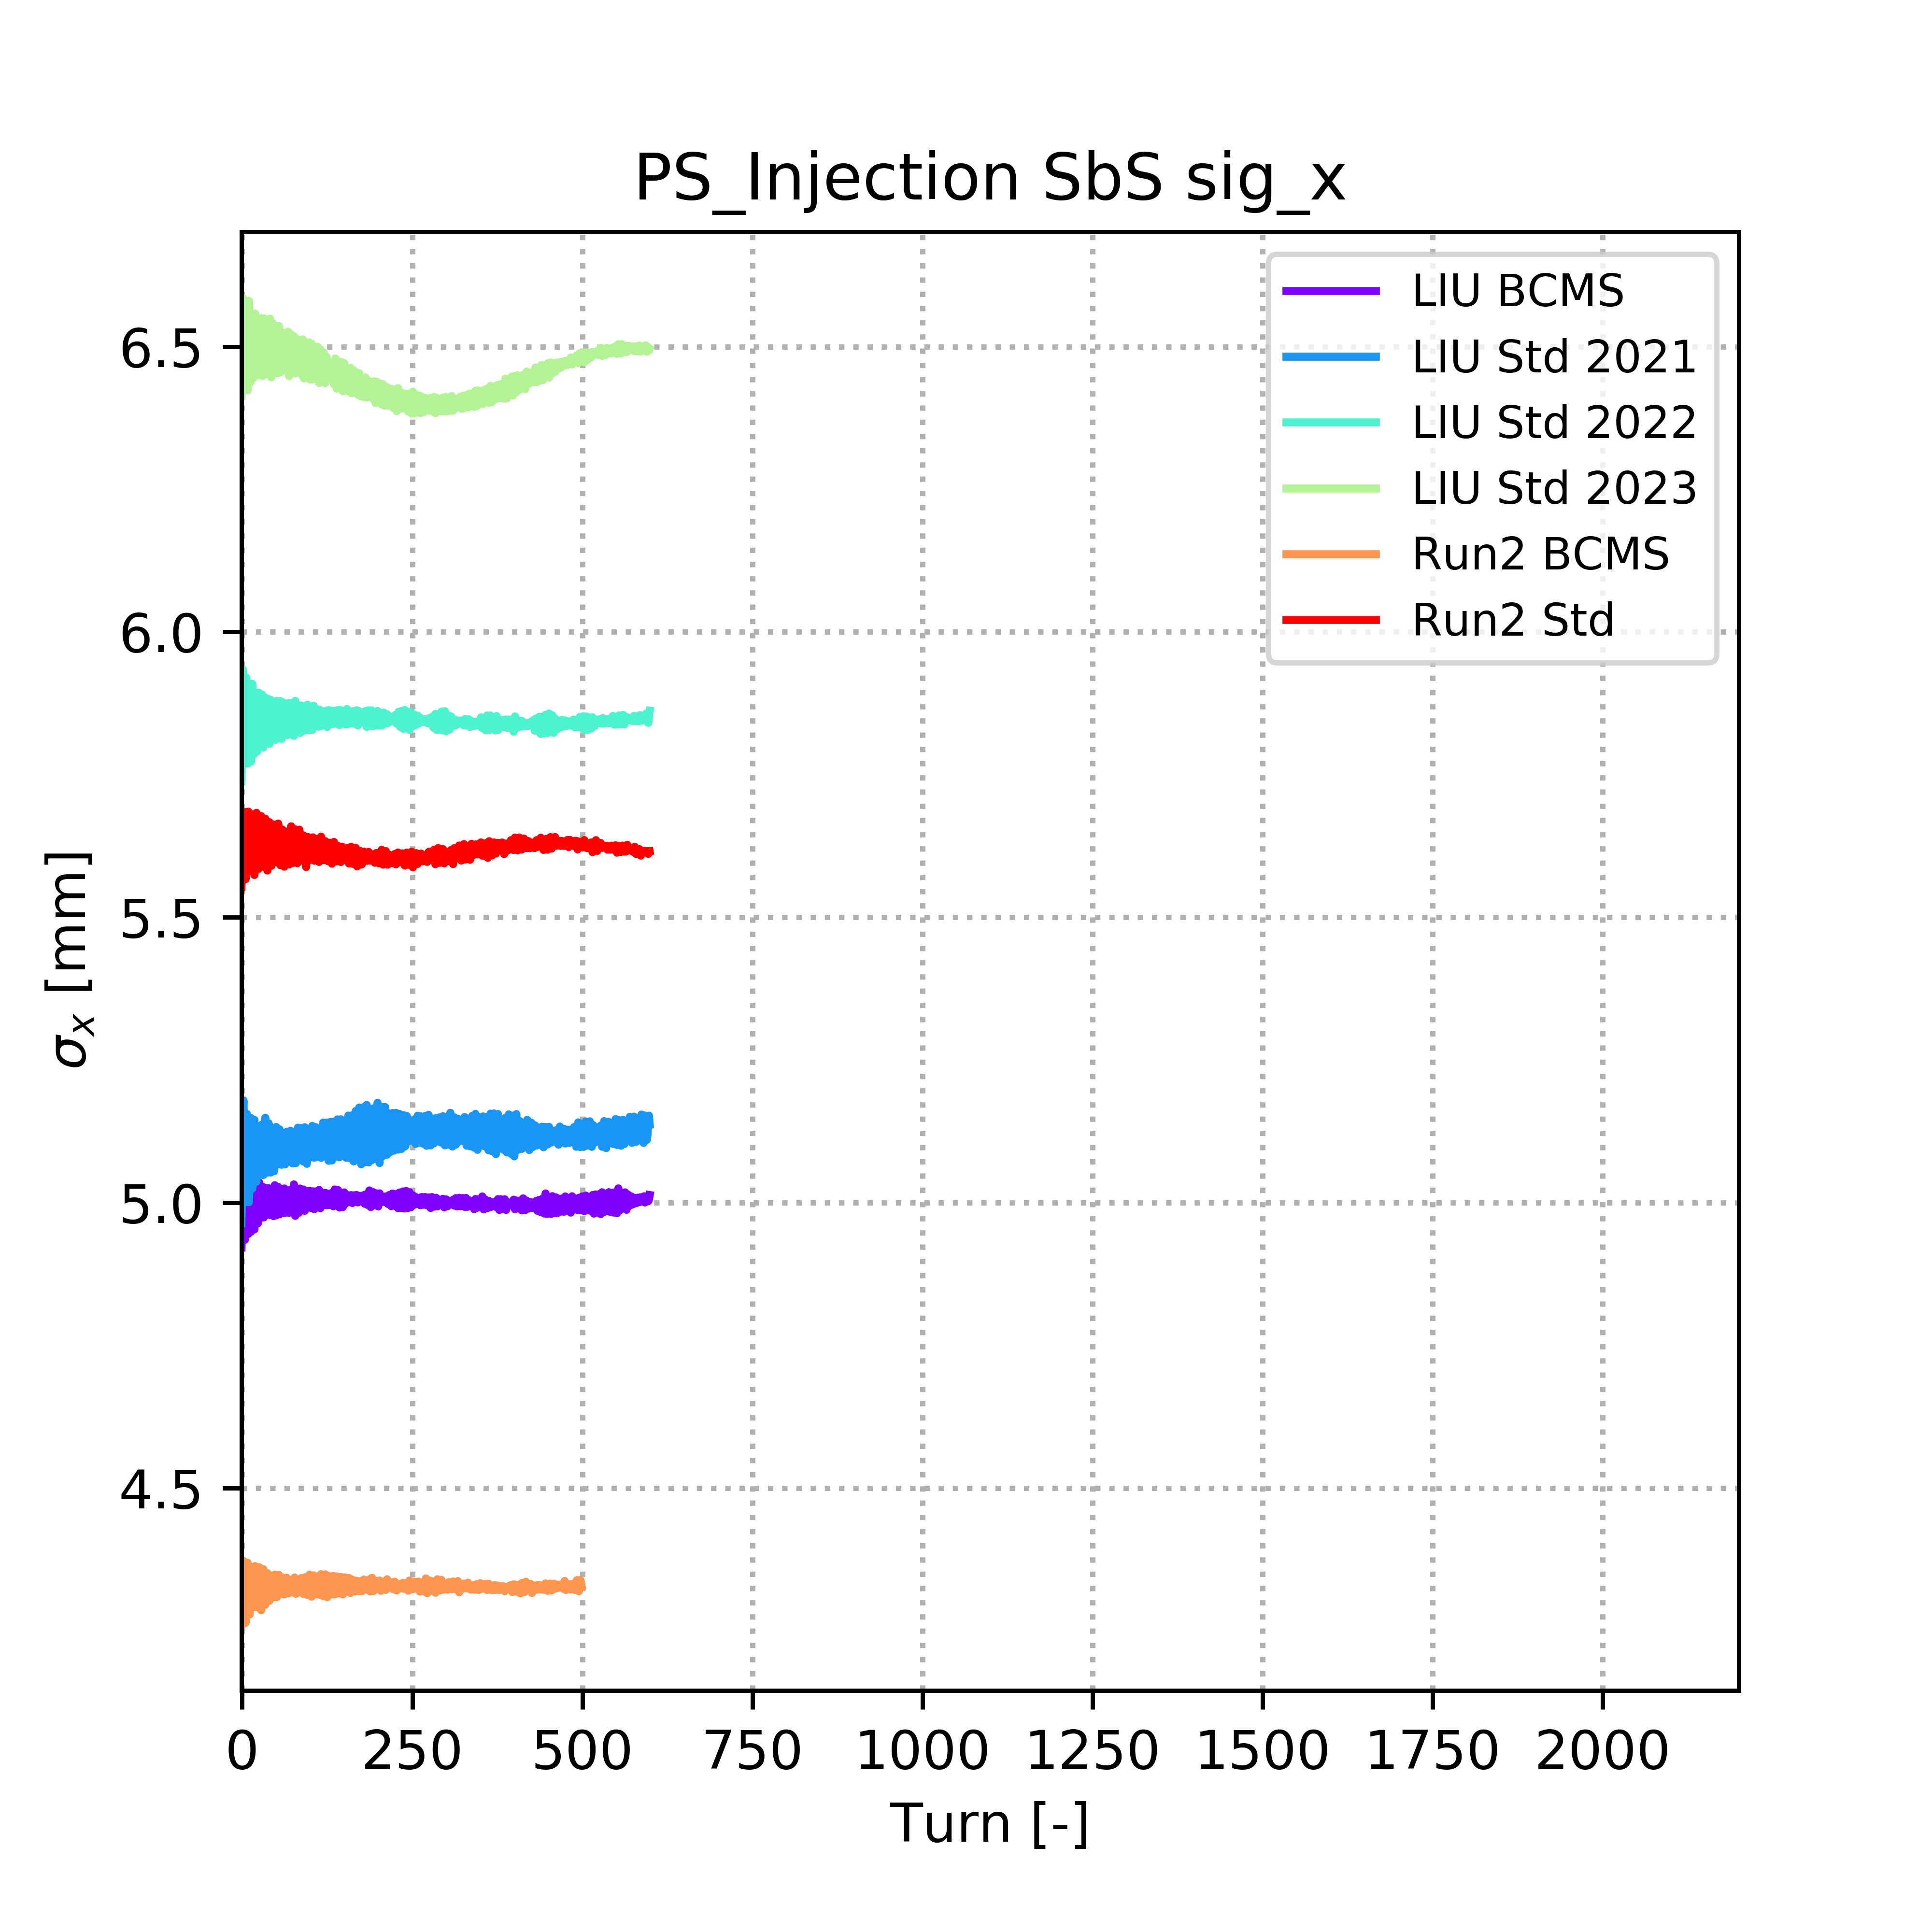 PS_Injection SbS sig_x
LIU BCMS
LIU Std 2021
LIU Std 2022
LIU Std 2023
Run2 BCMS
Run2 Std
6.5
6.0
5.5
5.0
4.5
σx [mm]
0 250 500 750 1000 1250 1500 1750 2000
Turn [-]